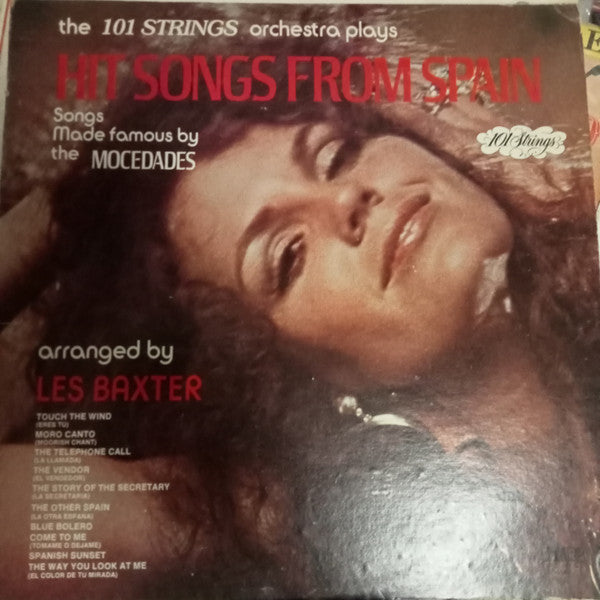 the 101 STRINGS orchestra plays
HIT SONGS FROM SPAIN
Songs
Made famous by
the MOCEDADES
101 Strings
arranged by
LES BAXTER
TOUCH THE WIND
(ERES TU)
MORO CANTO
(MOORISH CHANT)
THE TELEPHONE CALL
(LA LLAMADA)
THE VENDOR
(EL VENDEDOR)
THE STORY OF THE SECRETARY
(LA SECRETARIA)
THE OTHER SPAIN
(LA OTRA ESPAÑA)
BLUE BOLERO
COME TO ME
(TOMAME O DEJAME)
SPANISH SUNSET
THE WAY YOU LOOK AT ME
(EL COLOR DE TU MIRADA)